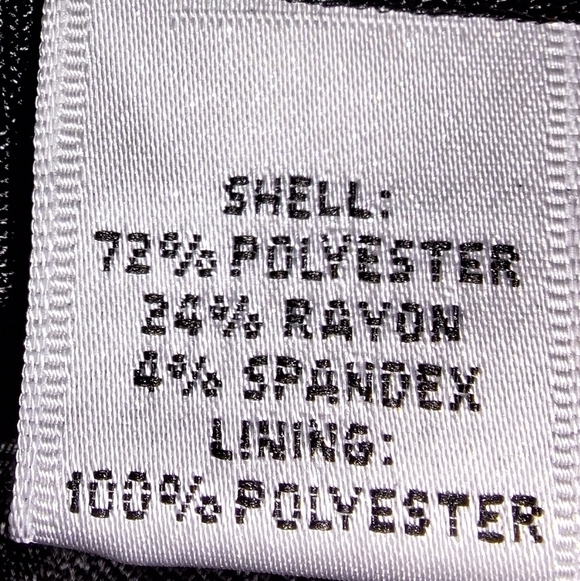 SHELL:
72% POLYESTER
24% RAYON
4% SPANDEX
LINING:
100% POLYESTER